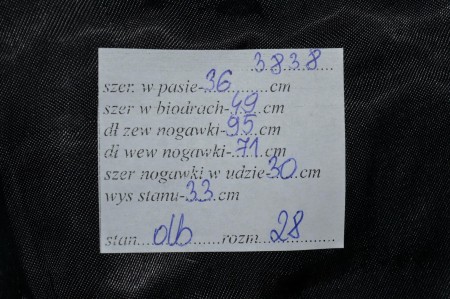 ..3838......
szer. w pasie-36.......cm
szer w biodrach-49...cm
dł zew nogawki-95...cm
dł wew nogawki-71...cm
szer nogawki w udzie-30.cm
wys stanu-33.cm
stan...db......rozm...28.........